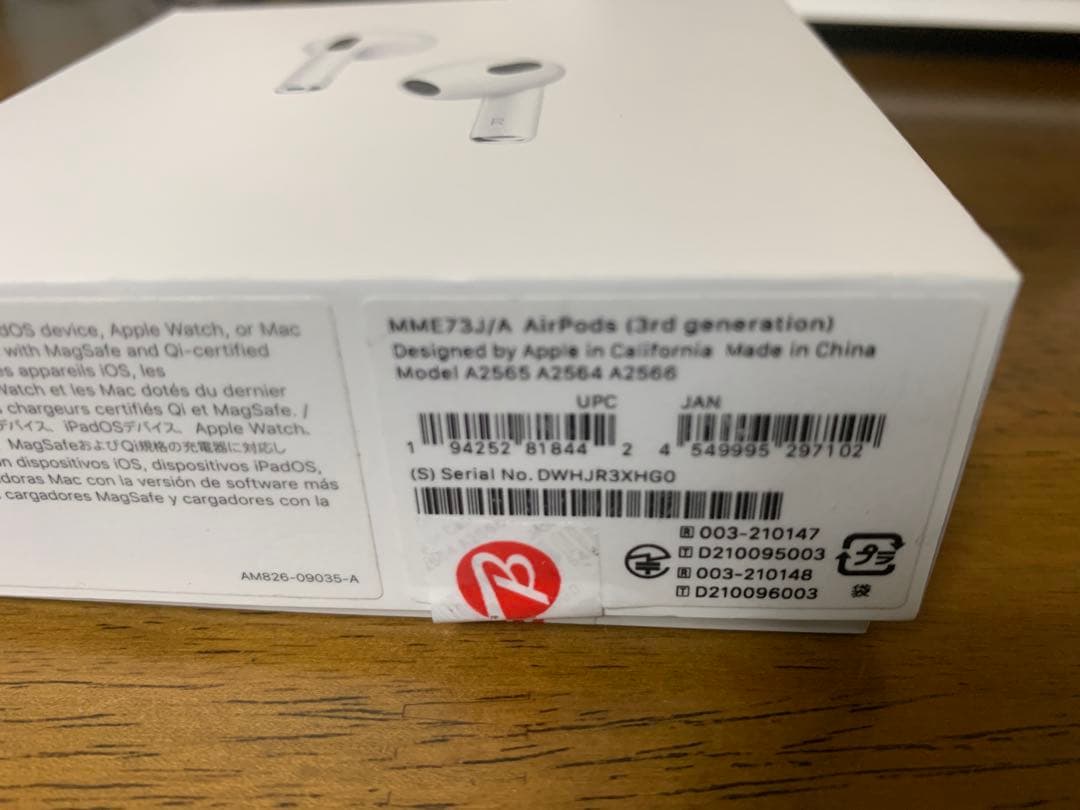 R
dOS device, Apple Watch, or Mac
with MagSafe and Qi-certified
es appareils iOS, les
Watch et les Mac dotés du dernier
s chargeurs certifiés Qi et MagSafe. /
デバイス、iPadOSデバイス、Apple Watch、
MagSafeおよびQi規格の充電器に対応し
on dispositivos iOS, dispositivos iPadOS,
doras Mac con la versión de software más
cargadores MagSafe y cargadores con la
AM826-09035-A
MME73J/A AirPods (3rd generation)
Designed by Apple in California Made in China
Model A2565 A2564 A2566
UPC JAN
1 94252 81844 2 4 549995 297102
(S) Serial No. DWHJR3XHG0
R 003-210147
T D210095003
R 003-210148
T D210096003
プラ
袋